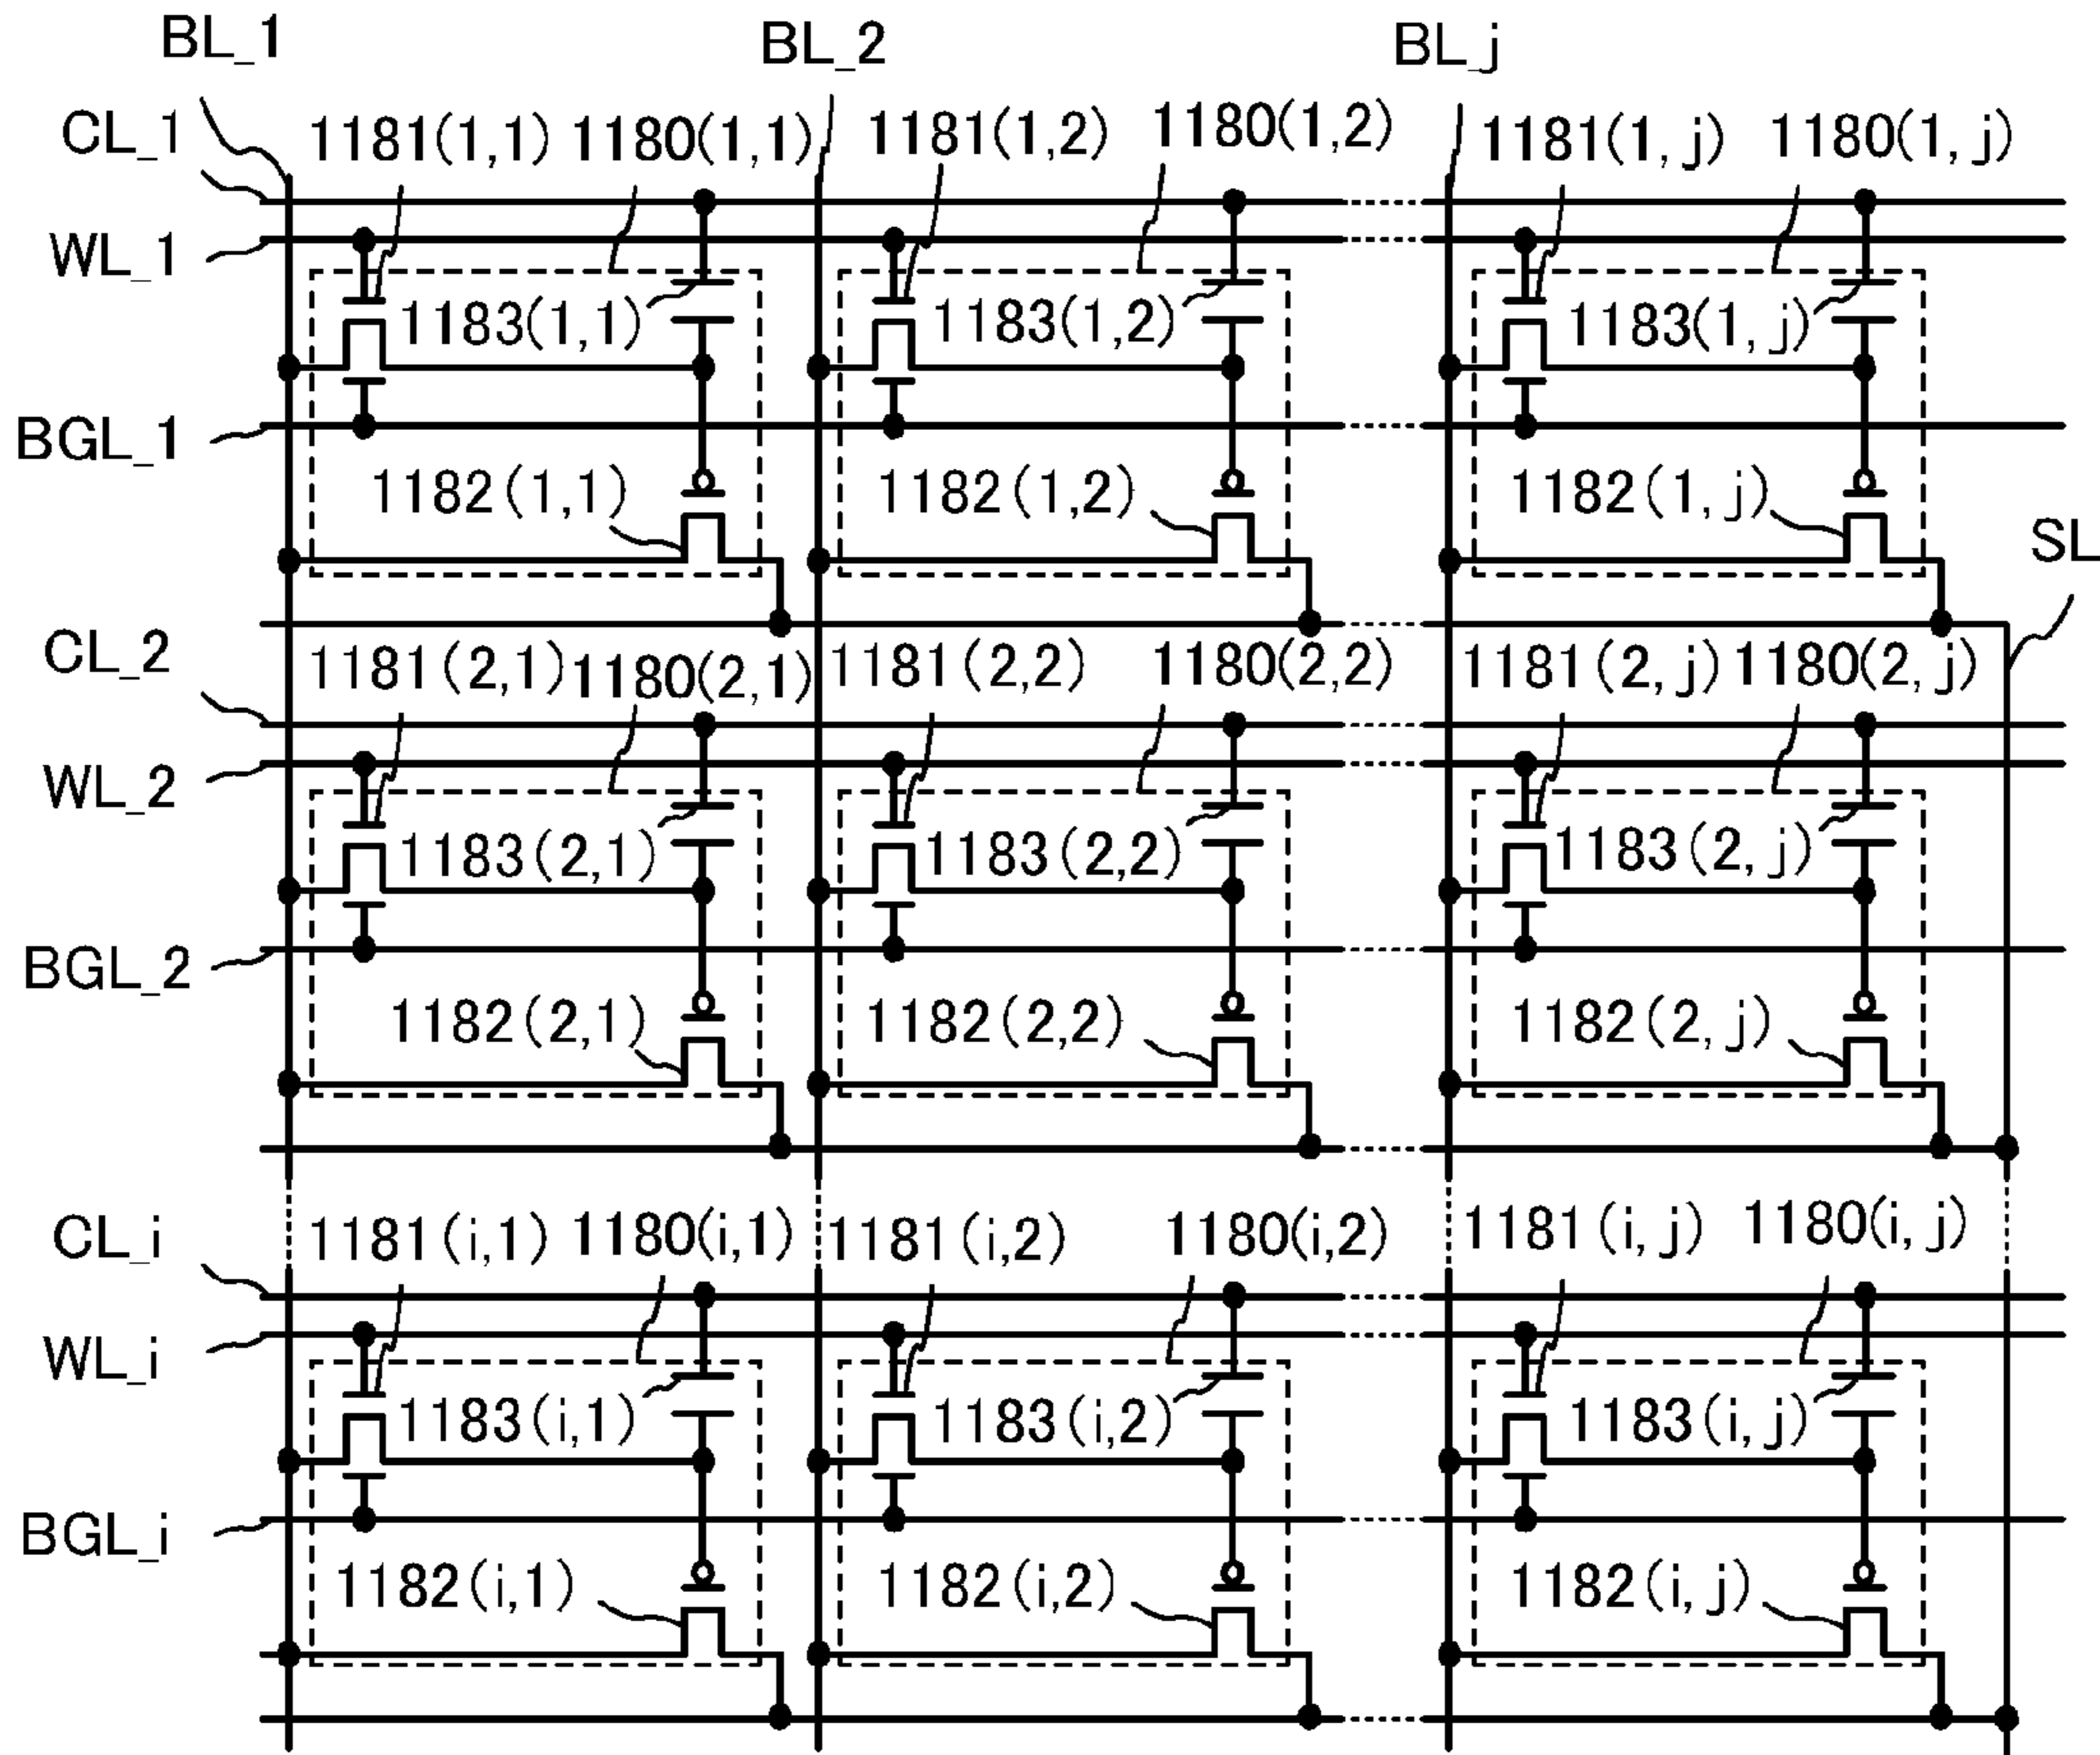 BL_1 BL_2 BL_j
CL_1 1181(1,1) 1180(1,1) 1181(1,2) 1180(1,2) 1181(1,j) 1180(1,j)
WL_1
1183(1,1) 1183(1,2) 1183(1,j)
BGL_1
1182(1,1) 1182(1,2) 1182(1,j)
SL
CL_2 1181(2,1) 1180(2,1) 1181(2,2) 1180(2,2) 1181(2,j) 1180(2,j)
WL_2
1183(2,1) 1183(2,2) 1183(2,j)
BGL_2
1182(2,1) 1182(2,2) 1182(2,j)
CL_i 1181(i,1) 1180(i,1) 1181(i,2) 1180(i,2) 1181(i,j) 1180(i,j)
WL_i
1183(i,1) 1183(i,2) 1183(i,j)
BGL_i
1182(i,1) 1182(i,2) 1182(i,j)